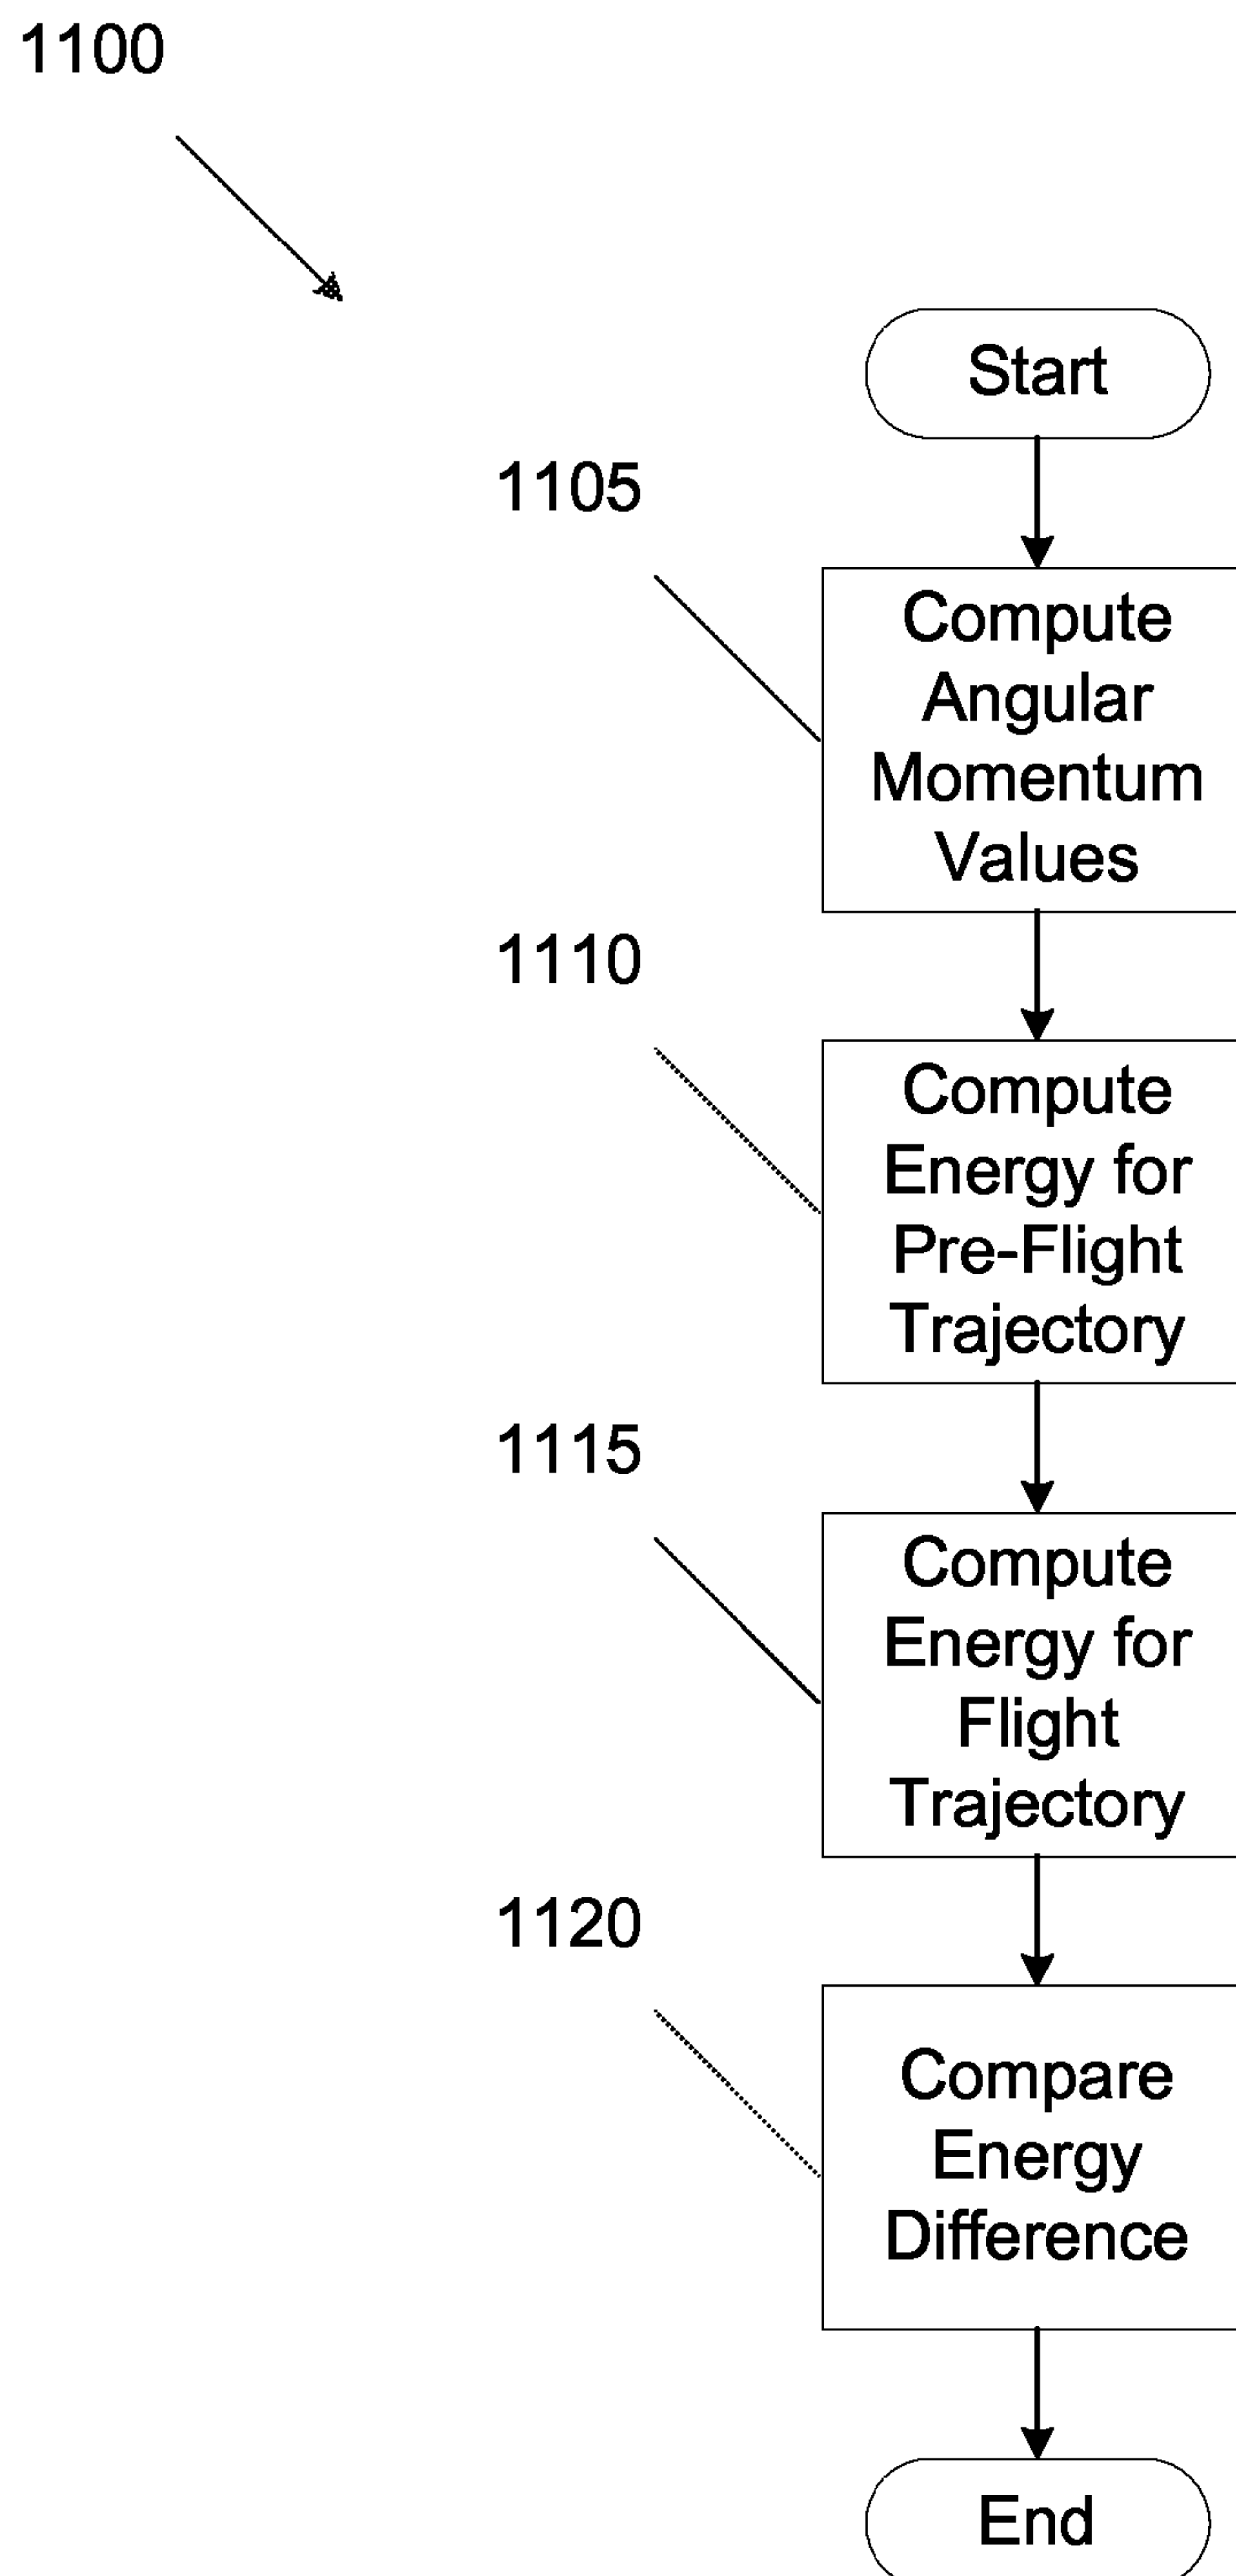 1100
Start
1105
Compute
Angular
Momentum
Values
1110
Compute
Energy for
Pre-Flight
Trajectory
1115
Compute
Energy for
Flight
Trajectory
1120
Compare
Energy
Difference
End